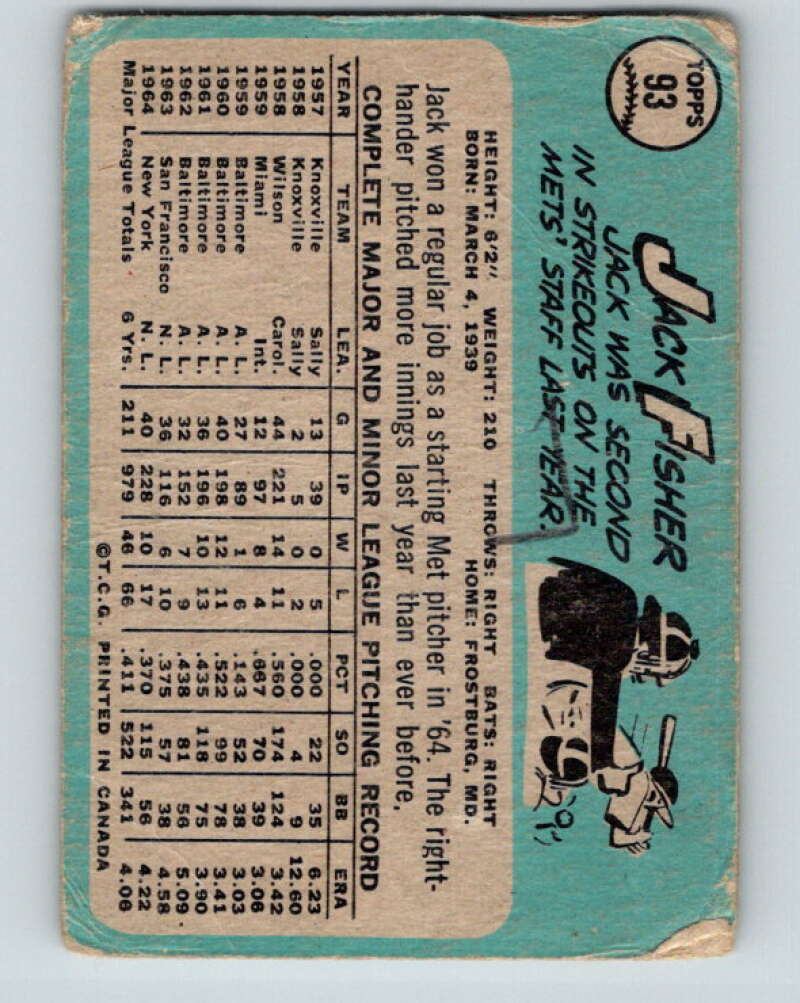 TOPPS
93
JACK FISHER
JACK WAS SECOND
IN STRIKEOUTS ON THE
METS' STAFF LAST YEAR.
HEIGHT: 6'2" WEIGHT: 210 THROWS: RIGHT BATS: RIGHT
BORN: MARCH 4, 1939 HOME: FROSTBURG, MD.
Jack won a regular job as a starting Met pitcher in '64. The right-
hander pitched more innings last year than ever before.
COMPLETE MAJOR AND MINOR LEAGUE PITCHING RECORD
YEAR TEAM LEA. G IP W L PCT SO BB ERA
1957 Knoxville Sally 13 39 0 5 .000 22 35 6.23
1958 Knoxville Sally 2 5 0 2 .000 4 9 12.60
1958 Wilson Carol. 44 221 14 11 .560 174 124 3.42
1959 Miami Int. 12 97 8 4 .667 70 39 3.06
1959 Baltimore A. L. 27 89 1 6 .143 52 38 3.03
1960 Baltimore A. L. 40 198 12 11 .522 99 78 3.41
1961 Baltimore A. L. 36 196 10 13 .435 118 75 3.90
1962 Baltimore A. L. 32 152 7 9 .438 81 56 5.09
1963 San Francisco N. L. 36 116 6 10 .375 57 38 4.58
1964 New York N. L. 40 228 10 17 .370 115 56 4.22
Major League Totals 6 Yrs. 211 979 46 66 .411 522 341 4.06
©T.C.G. PRINTED IN CANADA